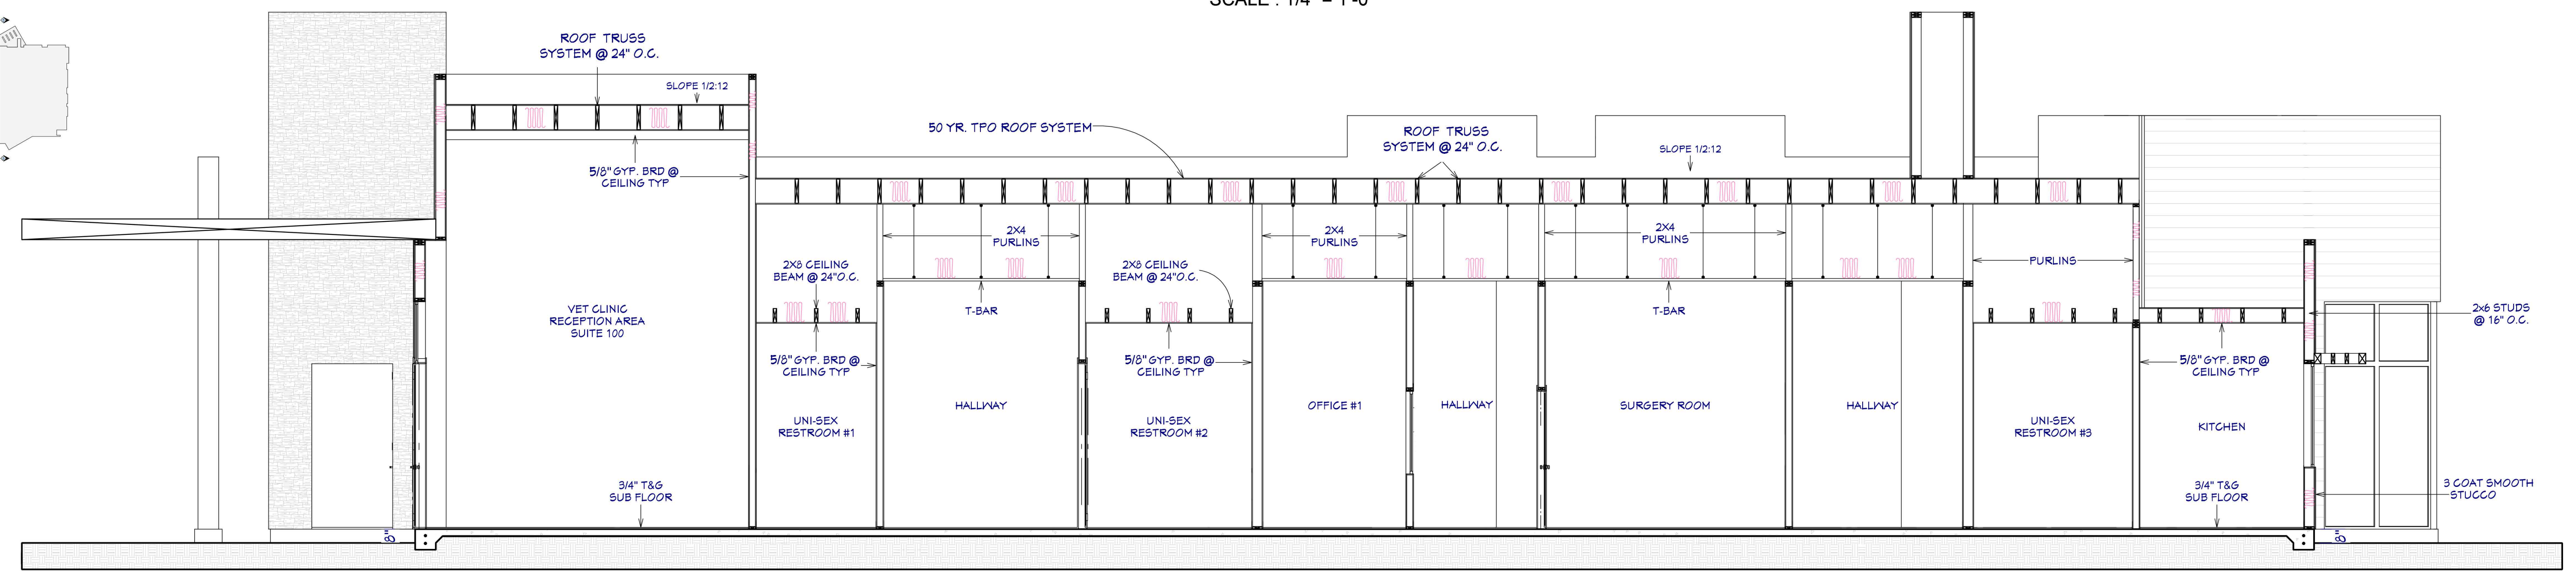 SCALE : 1/4" = 1'-0"
ROOF TRUSS
SYSTEM @ 24" O.C.
SLOPE 1/2:12
5/8" GYP. BRD @
CEILING TYP
50 YR. TPO ROOF SYSTEM
ROOF TRUSS
SYSTEM @ 24" O.C.
SLOPE 1/2:12
2X4
PURLINS
2X4
PURLINS
2X4
PURLINS
PURLINS
2X8 CEILING
BEAM @ 24"O.C.
2X8 CEILING
BEAM @ 24"O.C.
VET CLINIC
RECEPTION AREA
SUITE 100
T-BAR
T-BAR
2x6 STUDS
@ 16" O.C.
5/8" GYP. BRD @
CEILING TYP
5/8" GYP. BRD @
CEILING TYP
5/8" GYP. BRD @
CEILING TYP
UNI-SEX
RESTROOM #1
HALLWAY
UNI-SEX
RESTROOM #2
OFFICE #1
HALLWAY
SURGERY ROOM
HALLWAY
UNI-SEX
RESTROOM #3
KITCHEN
3/4" T&G
SUB FLOOR
3/4" T&G
SUB FLOOR
3 COAT SMOOTH
STUCCO
8"
8"